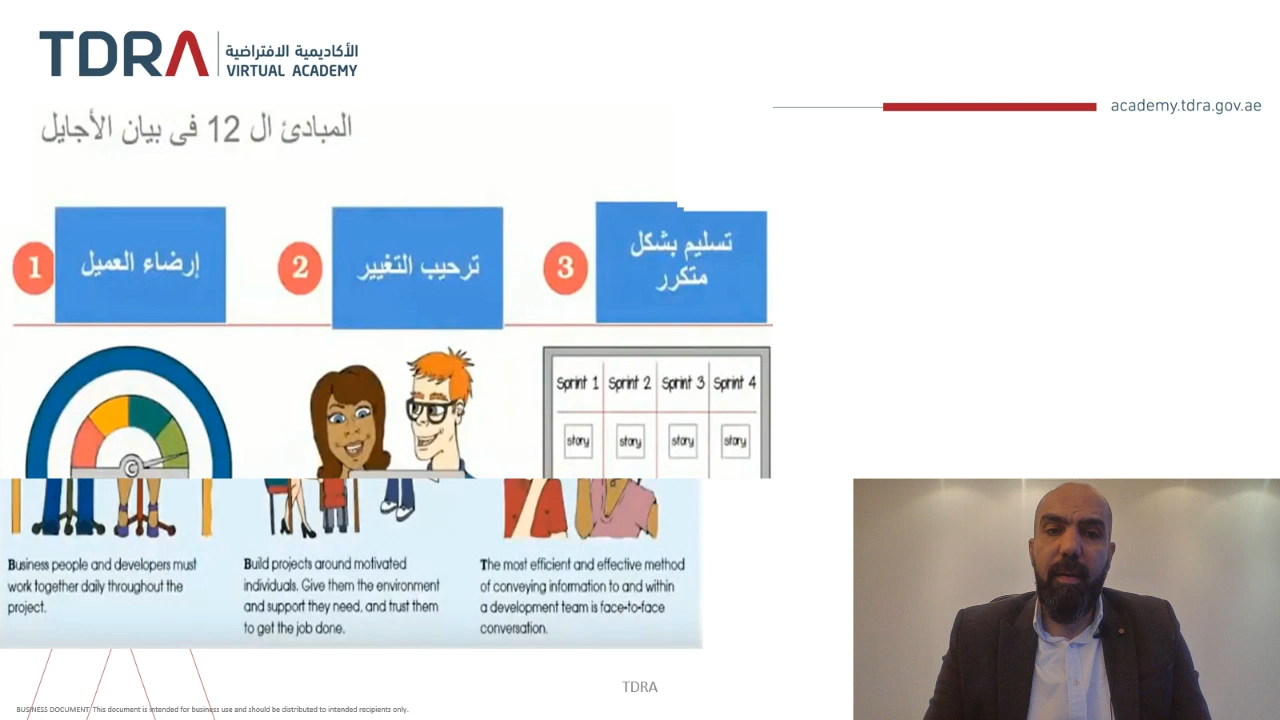 TDRA
الأكاديمية الافتراضية
VIRTUAL ACADEMY
academy.tdra.gov.ae
المبادئ ال 12 فى بيان الأجايل
1
إرضاء العميل
2
ترحيب التغيير
3
تسليم بشكل
متكرر
Sprint 1 Sprint 2 Sprint 3 Sprint 4
story story story story
Business people and developers must
work together daily throughout the
project.
Build projects around motivated
individuals. Give them the environment
and support they need, and trust them
to get the job done.
The most efficient and effective method
of conveying information to and within
a development team is face-to-face
conversation.
TDRA
BUSINESS DOCUMENT This document is intended for business use and should be distributed to intended recipients only.